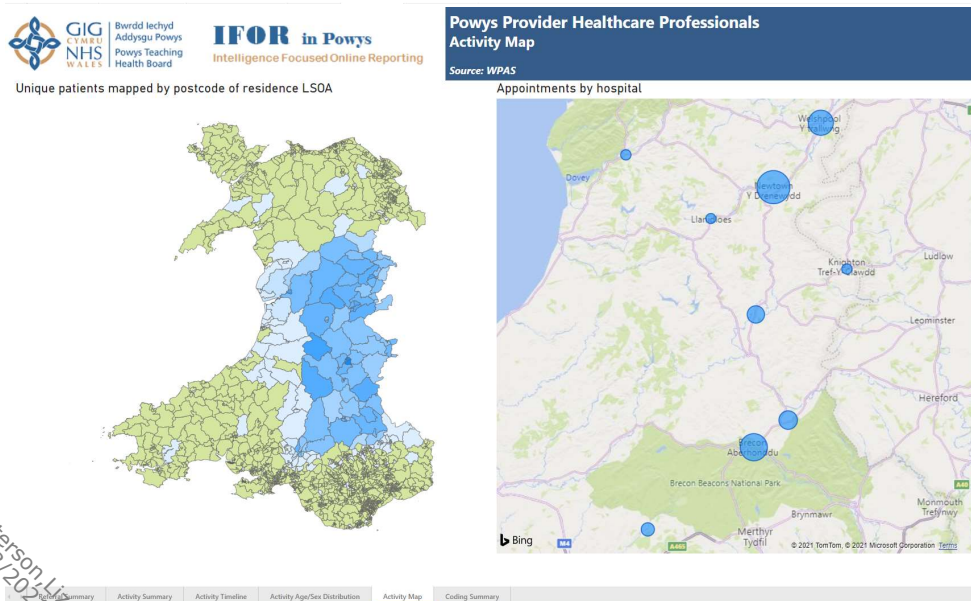 GIG
CYMRU
NHS
WALES
Bwrdd Iechyd
Addysgu Powys
Powys Teaching
Health Board
IFOR in Powys
Intelligence Focused Online Reporting
Powys Provider Healthcare Professionals
Activity Map
Source: WPAS
Unique patients mapped by postcode of residence LSOA
Appointments by hospital
Welshpool
Y Trallwng
Dovey
Newtown
Y Drenewydd
Knighton
Ludlow
Leominster
Hereford
Brecon
Aberhonddu
Brecon Beacons National Park
Monmouth
Trefynwy
Brynmawr
Merthyr
Tydfil
A49
M4
A465
Bing
© 2021 TomTom, © 2021 Microsoft Corporation Terms
Referral Summary
Activity Summary
Activity Timeline
Activity Age/Sex Distribution
Activity Map
Coding Summary